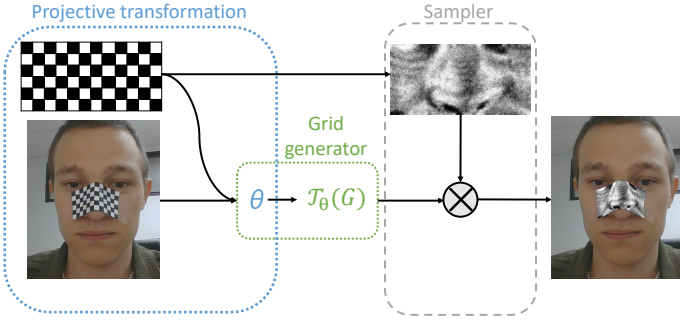 Projective transformation
Sampler
Grid
generator
θ
𝒯θ(G)